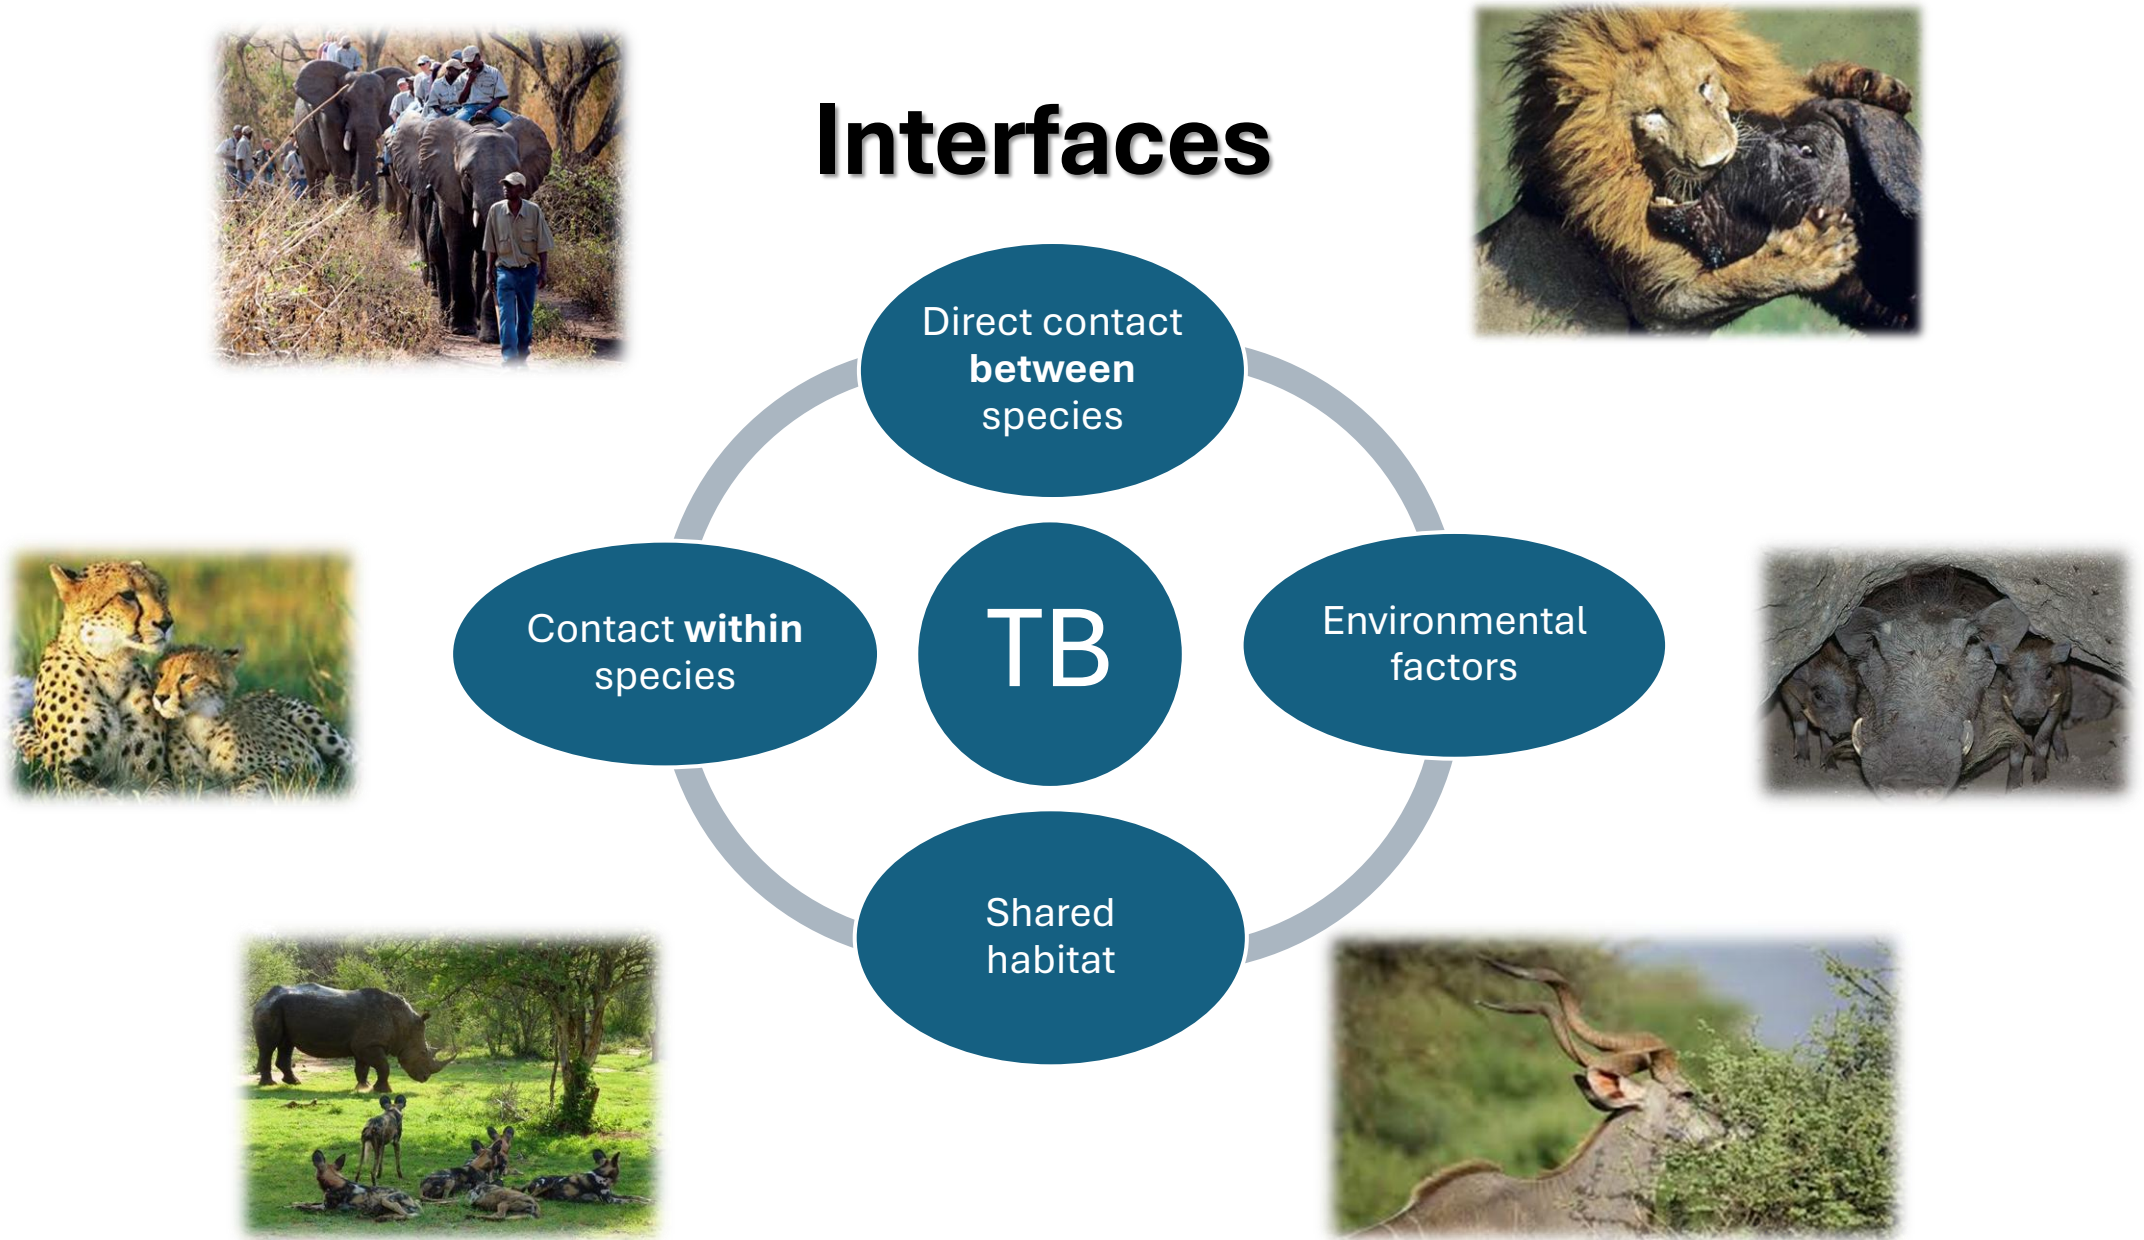 Interfaces
Direct contact
between
species
Contact within
species
TB
Environmental
factors
Shared
habitat